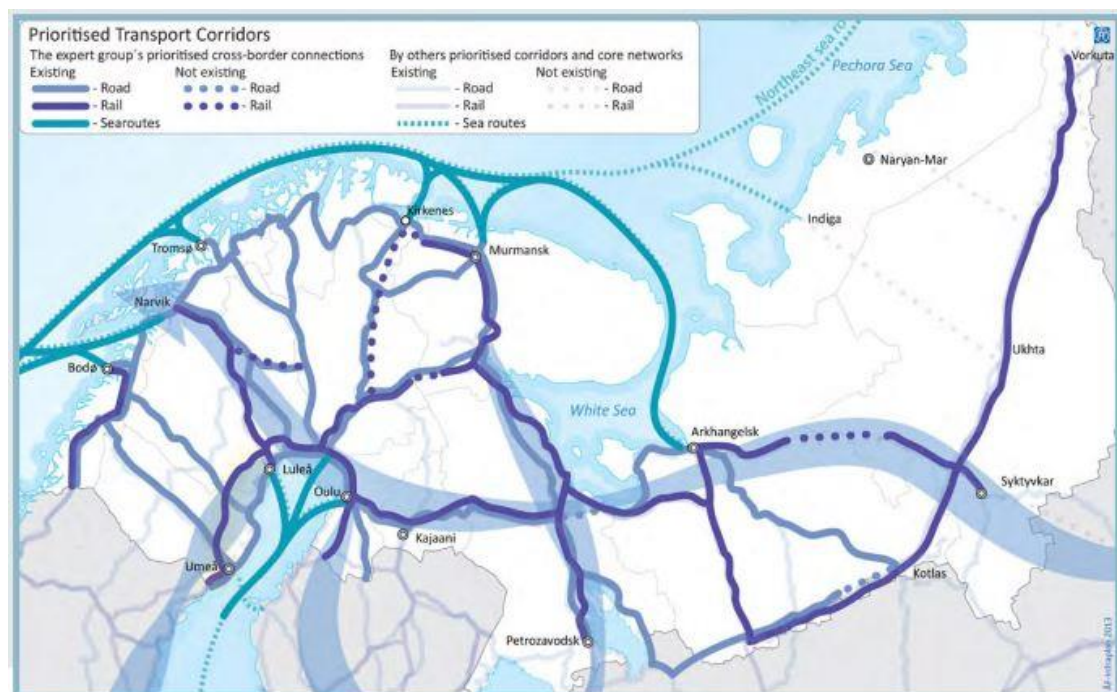 Prioritised Transport Corridors
The expert group's prioritised cross-border connections
By others prioritised corridors and core networks
Existing Not existing Existing Not existing
- Road - Road - Road - Road
- Rail - Rail - Rail - Rail
- Searoutes - Sea routes
Northeast sea ro
Pechora Sea
Vorkuta
Naryan-Mar
Kirkenes
Indiga
Tromsø
Murmansk
Narvik
Ukhta
Bodø
White Sea
Arkhangelsk
Luleå
Oulu
Syktyvkar
Kajaani
Umeå
Kotlas
Petrozavodsk